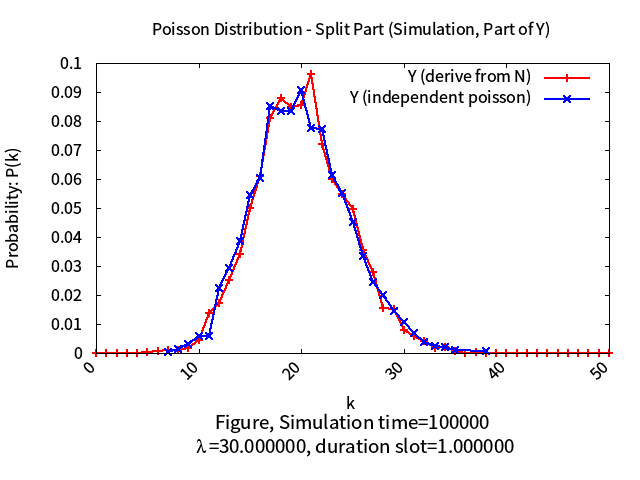 Poisson Distribution - Split Part (Simulation, Part of Y)
Y (derive from N)
Y (independent poisson)
Probability: P(k)
0.1
0.09
0.08
0.07
0.06
0.05
0.04
0.03
0.02
0.01
0
0 10 20 30 40 50
k
Figure, Simulation time=100000
λ=30.000000, duration slot=1.000000